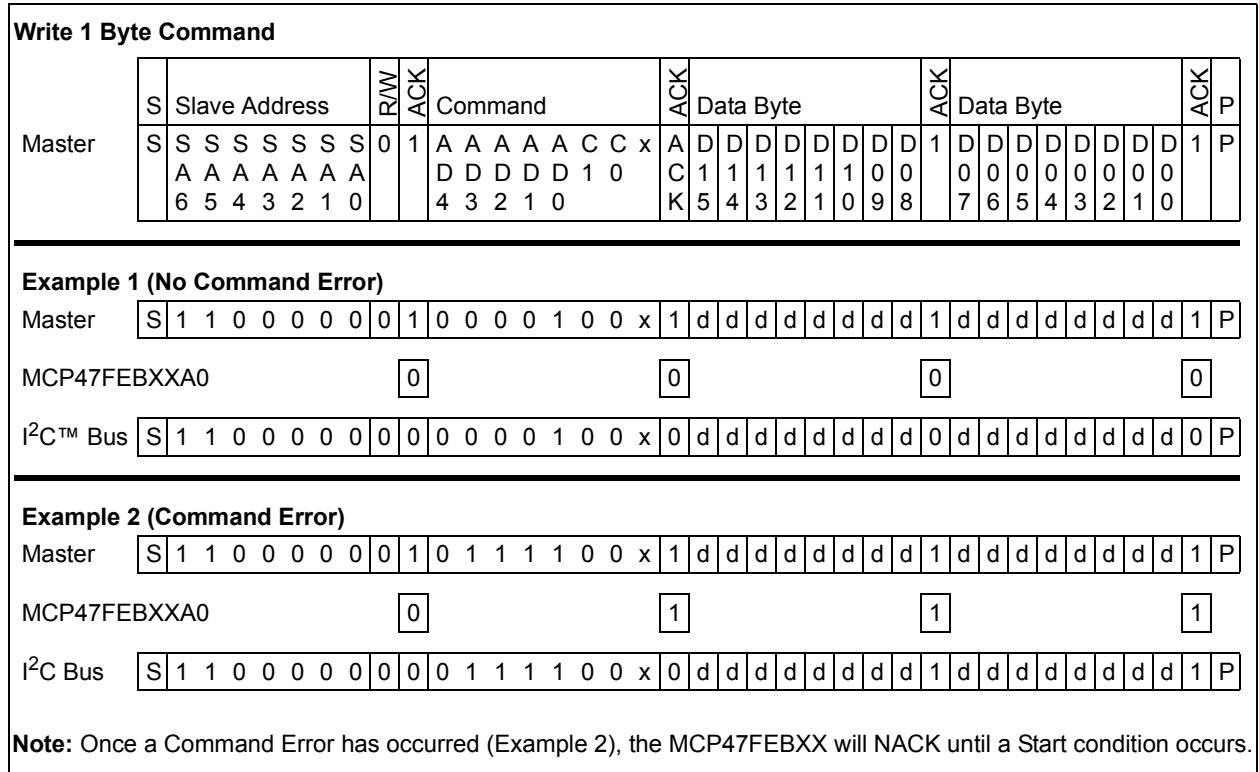 Write 1 Byte Command
S Slave Address R/W ACK Command ACK Data Byte ACK Data Byte ACK P
Master S S S S S S S S 0 1 A A A A A C C x A D D D D D D D D 1 D D D D D D D D 1 P
A A A A A A A D D D D D 1 0 C 1 1 1 1 1 1 0 0 0 0 0 0 0 0 0 0
6 5 4 3 2 1 0 4 3 2 1 0 K 5 4 3 2 1 0 9 8 7 6 5 4 3 2 1 0
Example 1 (No Command Error)
Master S 1 1 0 0 0 0 0 0 1 0 0 0 0 1 0 0 x 1 d d d d d d d d 1 d d d d d d d d 1 P
MCP47FEBXXA0 0 0 0 0
I2C™ Bus S 1 1 0 0 0 0 0 0 0 0 0 0 0 1 0 0 x 0 d d d d d d d d 0 d d d d d d d d 0 P
Example 2 (Command Error)
Master S 1 1 0 0 0 0 0 0 1 0 1 1 1 1 0 0 x 1 d d d d d d d d 1 d d d d d d d d 1 P
MCP47FEBXXA0 0 1 1 1
I2C Bus S 1 1 0 0 0 0 0 0 0 0 1 1 1 1 0 0 x 0 d d d d d d d d 1 d d d d d d d d 1 P
Note: Once a Command Error has occurred (Example 2), the MCP47FEBXX will NACK until a Start condition occurs.